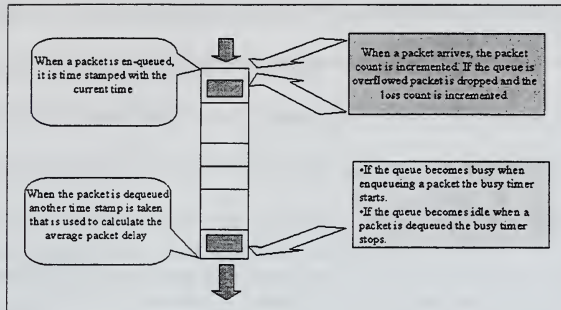 When a packet is en-queued,
it is time stamped with the
current time
When a packet arrives, the packet
count is incremented. If the queue is
overflowed packet is dropped and the
loss count is incremented
When the packet is dequeued
another time stamp is taken
that is used to calculate the
average packet delay
•If the queue becomes busy when
enqueueing a packet the busy timer
starts.
•If the queue becomes idle when a
packet is dequeued the busy timer
stops.